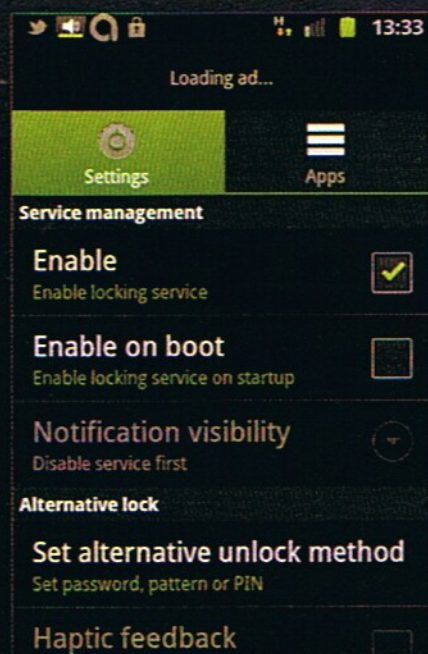 H 13:33
Loading ad...
Settings Apps
Service management
Enable
Enable locking service
Enable on boot
Enable locking service on startup
Notification visibility
Disable service first
Alternative lock
Set alternative unlock method
Set password, pattern or PIN
Haptic feedback